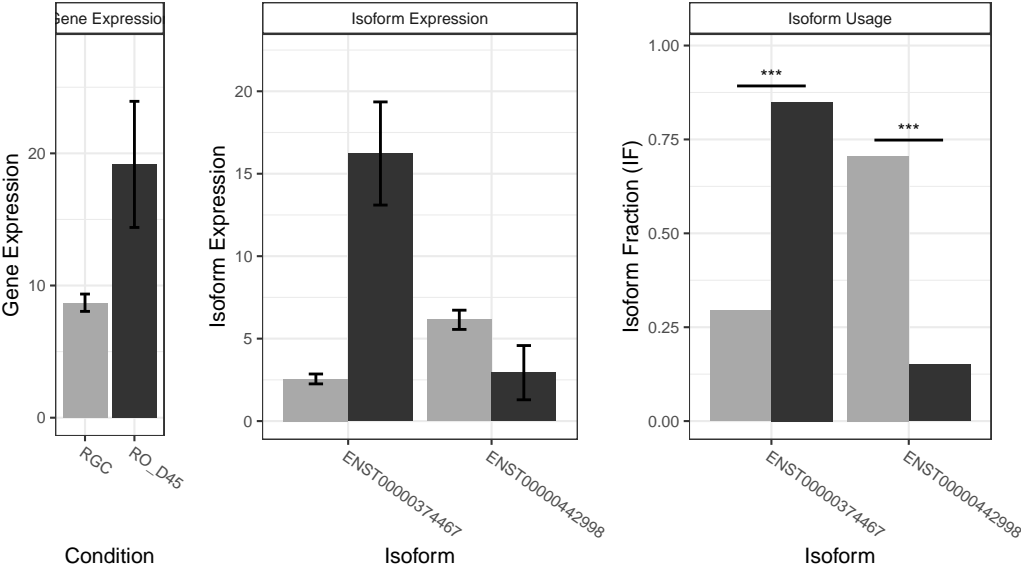 Gene Expression
Isoform Expression
Isoform Usage
Gene Expression
20
10
0
RGC
RO_D45
Condition
Isoform Expression
20
15
10
5
0
ENST00000374467
ENST00000442998
Isoform
Isoform Fraction (IF)
1.00
0.75
0.50
0.25
0.00
***
***
ENST00000374467
ENST00000442998
Isoform